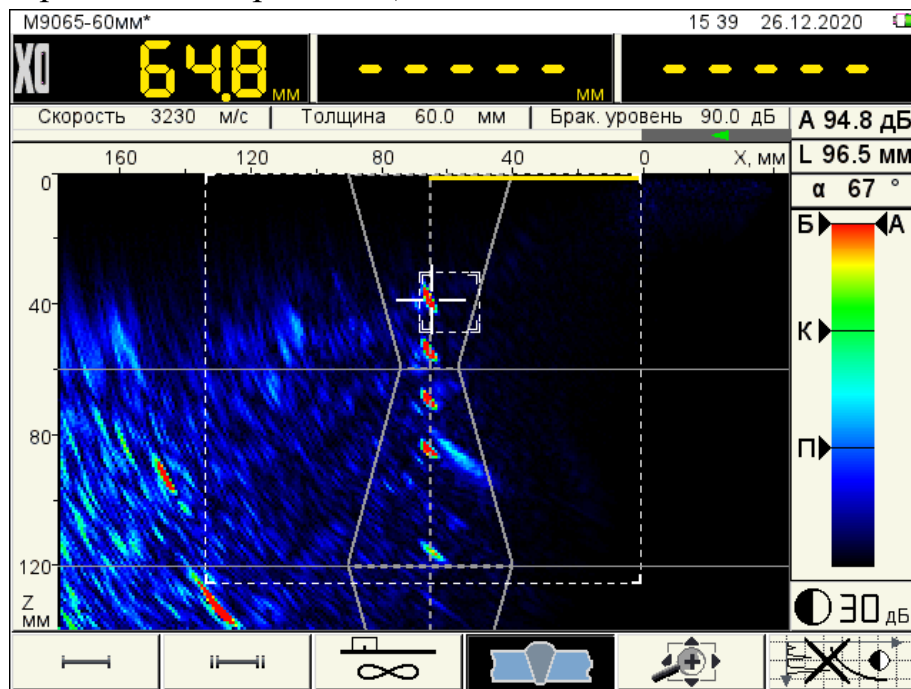 М9065-60мм* 15 39 26.12.2020
X0 64.8 мм - - - - - мм - - - - -
Скорость 3230 м/с Толщина 60.0 мм Брак. уровень 90.0 дБ
А 94.8 дБ
L 96.5 мм
α 67 °
160 120 80 40 0 X, мм
0
40
80
120
Z
мм
Б А
К
П
30 дБ